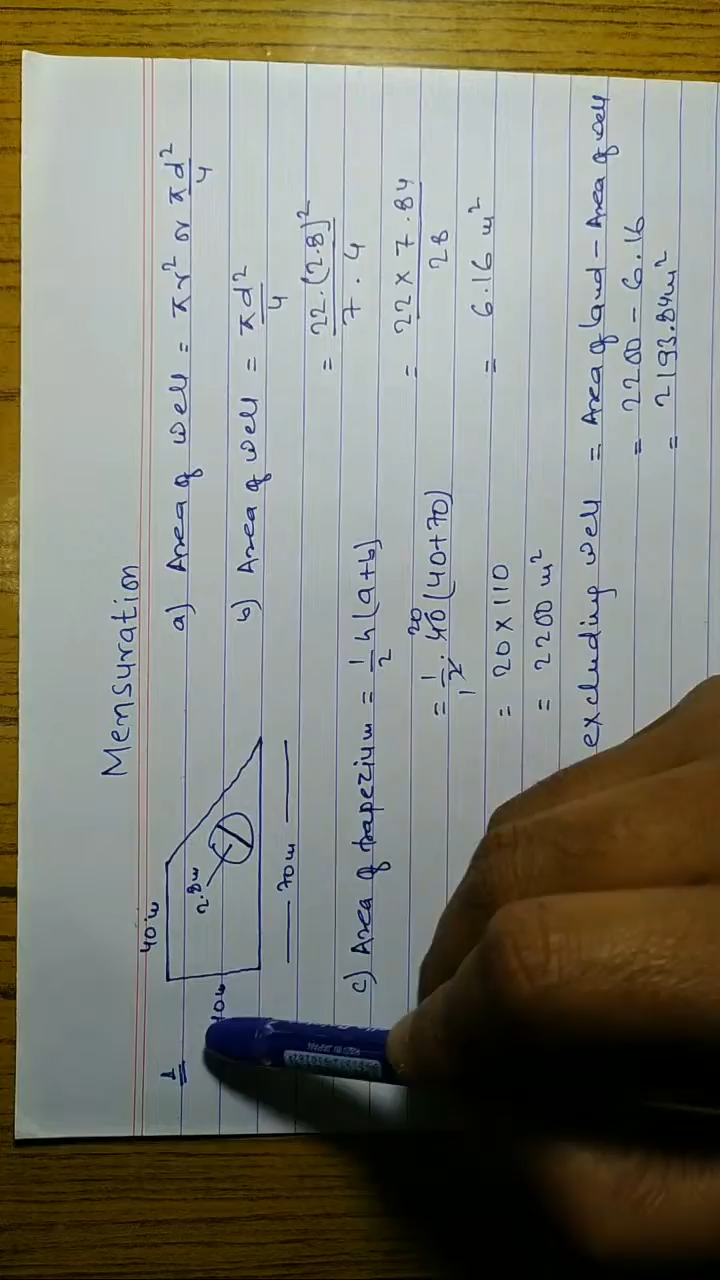 Mensuration
1
40m
2.8m
40m
70m
a) Area of well = πr² or πd²/4
b) Area of well = πd²/4
= 22.(2.8)²/7.4
= 22 × 7.84/28
= 6.16 m²
c) Area of trapezium = 1/2 h (a+b)
= 1/2 . 40 (40+70)
1 20
= 20 × 110
= 2200 m²
excluding well = Area of land - Area of well
= 2200 - 6.16
= 2193.84m²